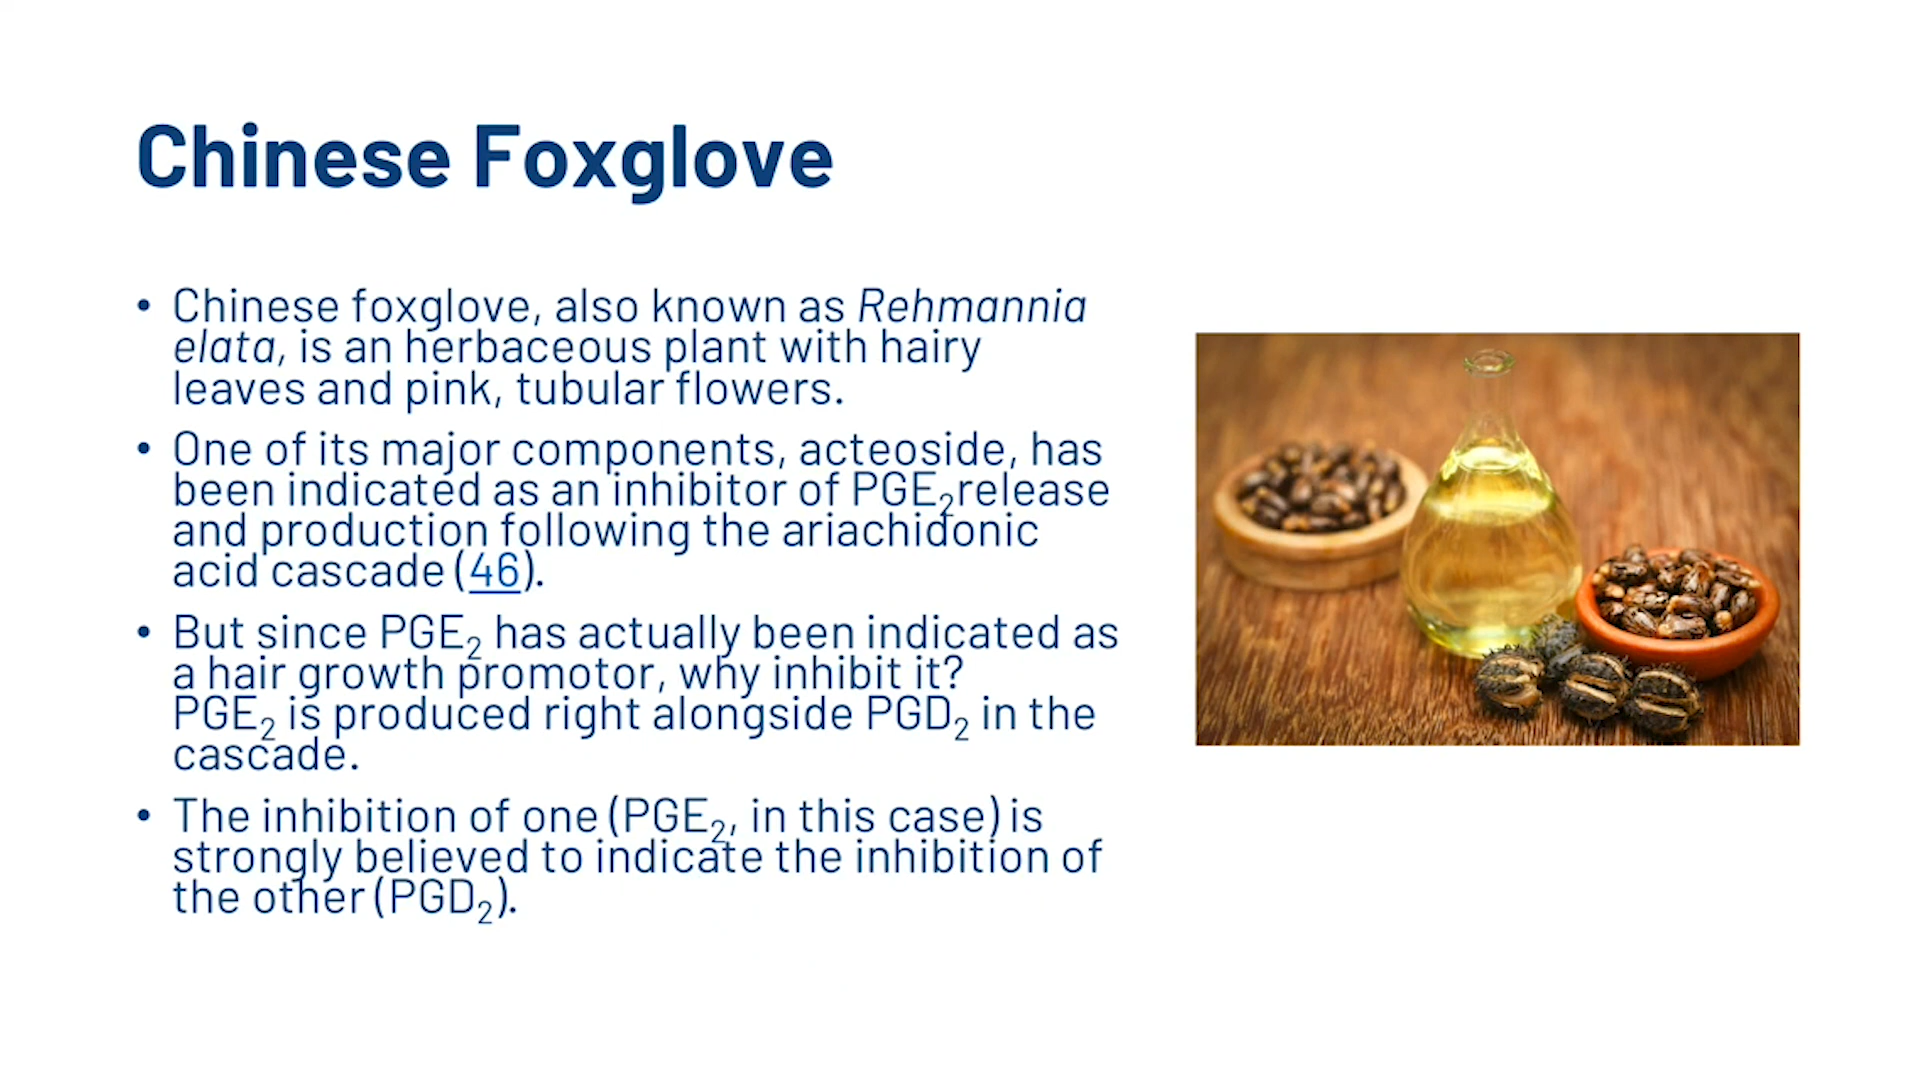 Chinese Foxglove
• Chinese foxglove, also known as Rehmannia
elata, is an herbaceous plant with hairy
leaves and pink, tubular flowers.
• One of its major components, acteoside, has
been indicated as an inhibitor of PGE₂release
and production following the ariachidonic
acid cascade (46).
• But since PGE₂ has actually been indicated as
a hair growth promotor, why inhibit it?
PGE₂ is produced right alongside PGD₂ in the
cascade.
• The inhibition of one (PGE₂, in this case) is
strongly believed to indicate the inhibition of
the other (PGD₂).